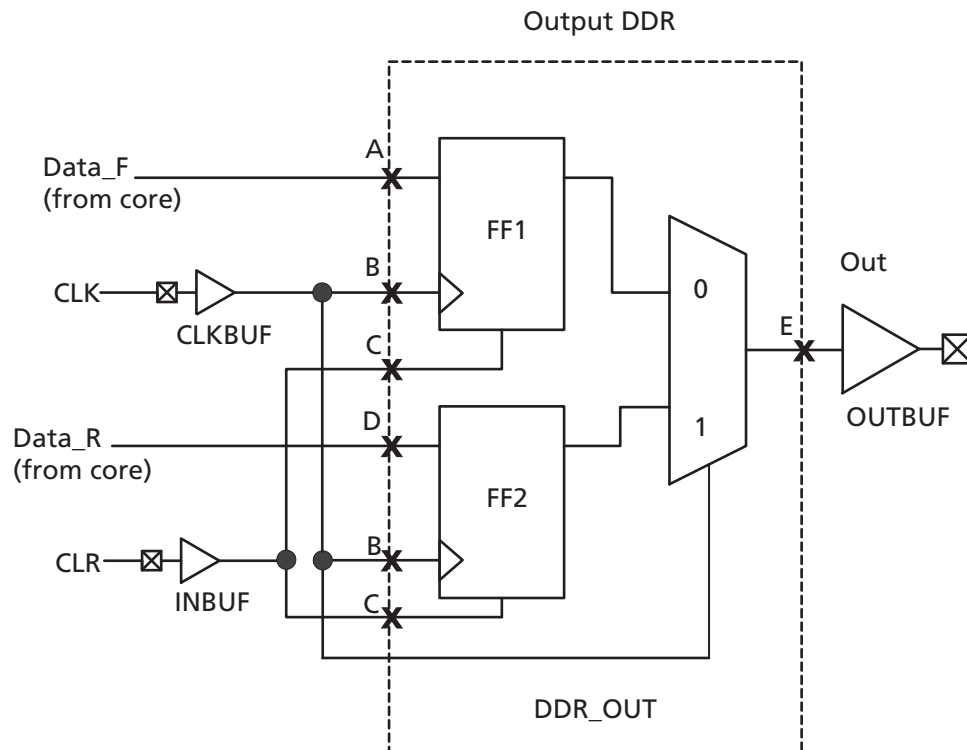 Output DDR
A
Data_F
(from core)
FF1
B
CLK
CLKBUF
C
0
Out
E
D
Data_R
(from core)
1
OUTBUF
FF2
B
CLR
INBUF
C
DDR_OUT